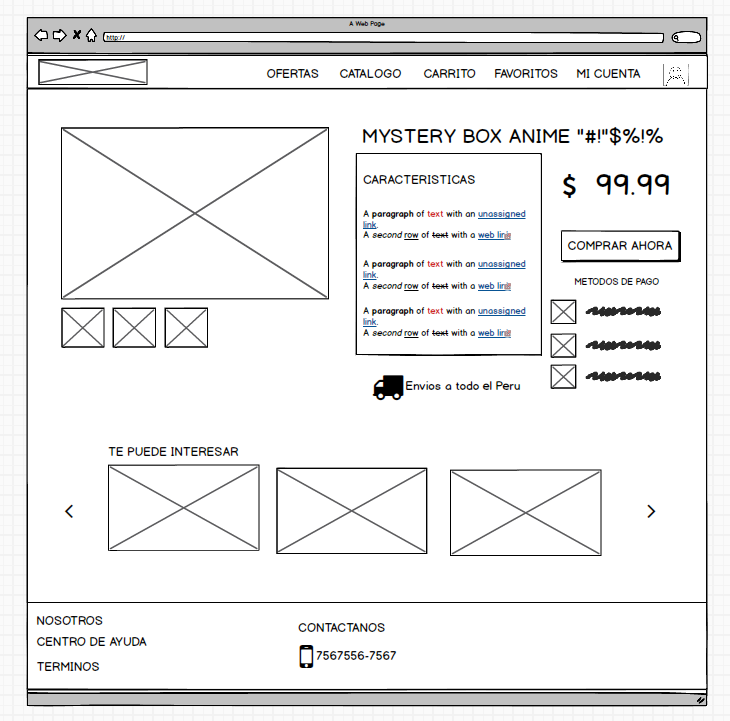 A Web Page
http://
OFERTAS CATALOGO CARRITO FAVORITOS MI CUENTA
MYSTERY BOX ANIME "#!"$%!%
CARACTERISTICAS
A paragraph of text with an unassigned
link.
A second row of text with a web link
A paragraph of text with an unassigned
link.
A second row of text with a web link
A paragraph of text with an unassigned
link.
A second row of text with a web link
$ 99.99
COMPRAR AHORA
METODOS DE PAGO
Envios a todo el Peru
TE PUEDE INTERESAR
NOSOTROS
CENTRO DE AYUDA
TERMINOS
CONTACTANOS
7567556-7567